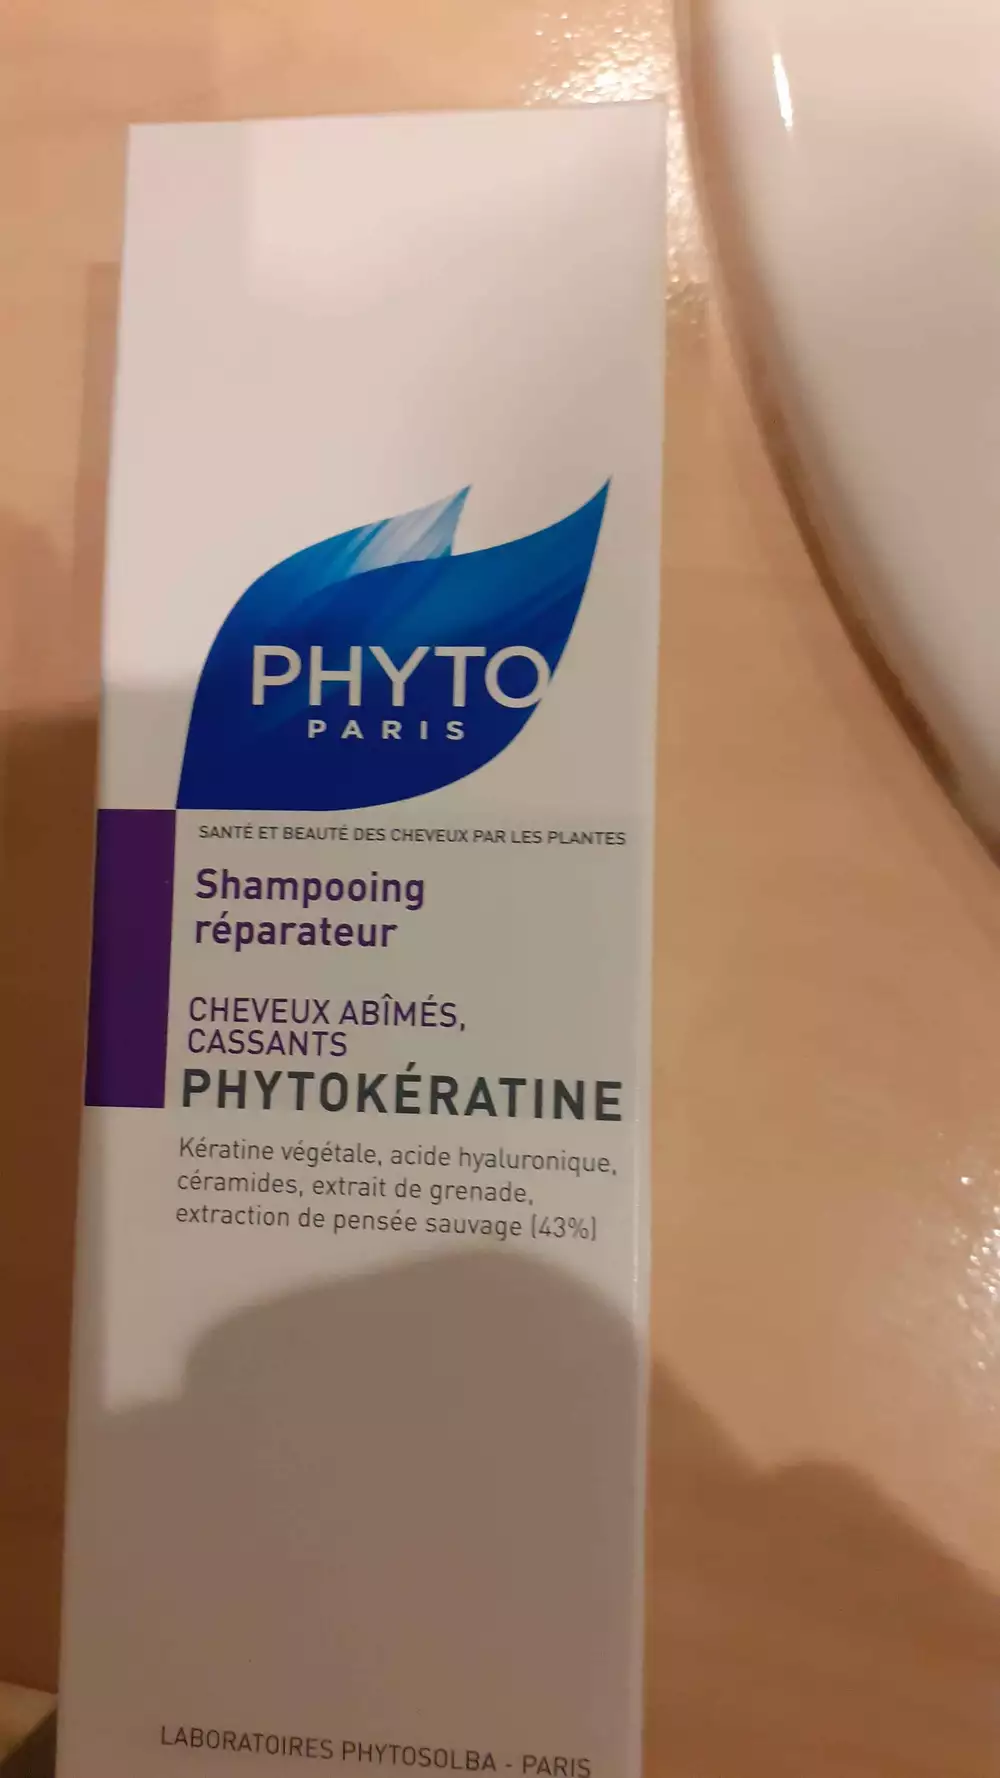 PHYTO
PARIS
SANTÉ ET BEAUTÉ DES CHEVEUX PAR LES PLANTES
Shampooing
réparateur
CHEVEUX ABÎMÉS,
CASSANTS
PHYTOKÉRATINE
Kératine végétale, acide hyaluronique,
céramides, extrait de grenade,
extraction de pensée sauvage (43%)
LABORATOIRES PHYTOSOLBA - PARIS